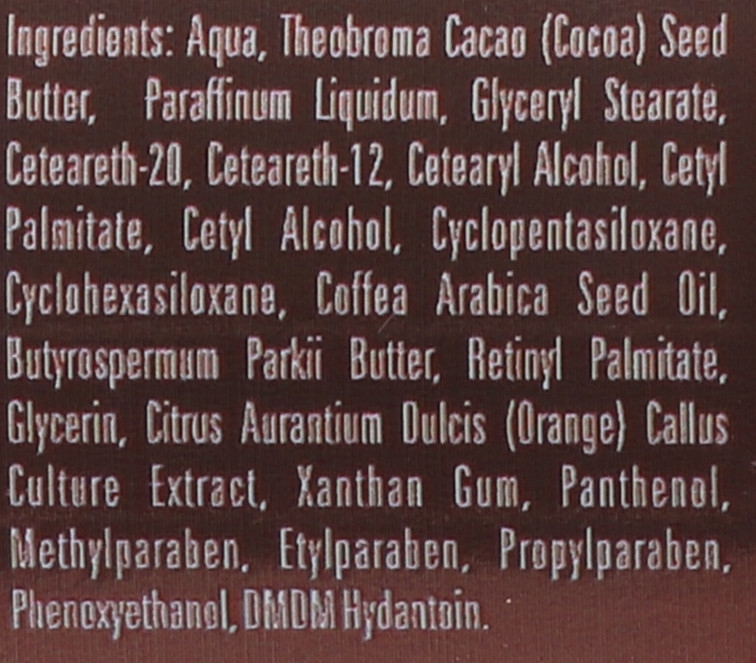 Ingredients: Aqua, Theobroma Cacao (Cocoa) Seed
Butter, Paraffinum Liquidum, Glyceryl Stearate,
Ceteareth-20, Ceteareth-12, Cetearyl Alcohol, Cetyl
Palmitate, Cetyl Alcohol, Cyclopentasiloxane,
Cyclohexasiloxane, Coffea Arabica Seed Oil,
Butyrospermum Parkii Butter, Retinyl Palmitate,
Glycerin, Citrus Aurantium Dulcis (Orange) Callus
Culture Extract, Xanthan Gum, Panthenol,
Methylparaben, Etylparaben, Propylparaben,
Phenoxyethanol, DMDM Hydantoin.